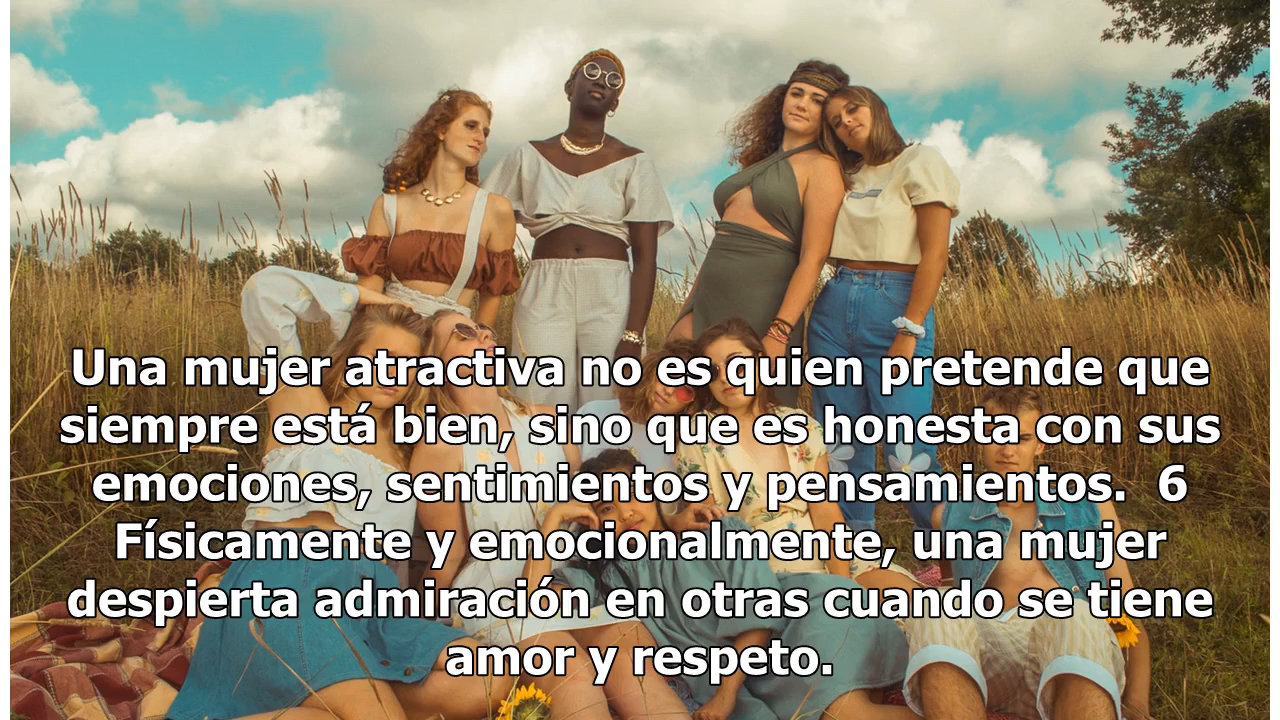 Una mujer atractiva no es quien pretende que
siempre está bien, sino que es honesta con sus
emociones, sentimientos y pensamientos.  6
Físicamente y emocionalmente, una mujer
despierta admiración en otras cuando se tiene
amor y respeto.